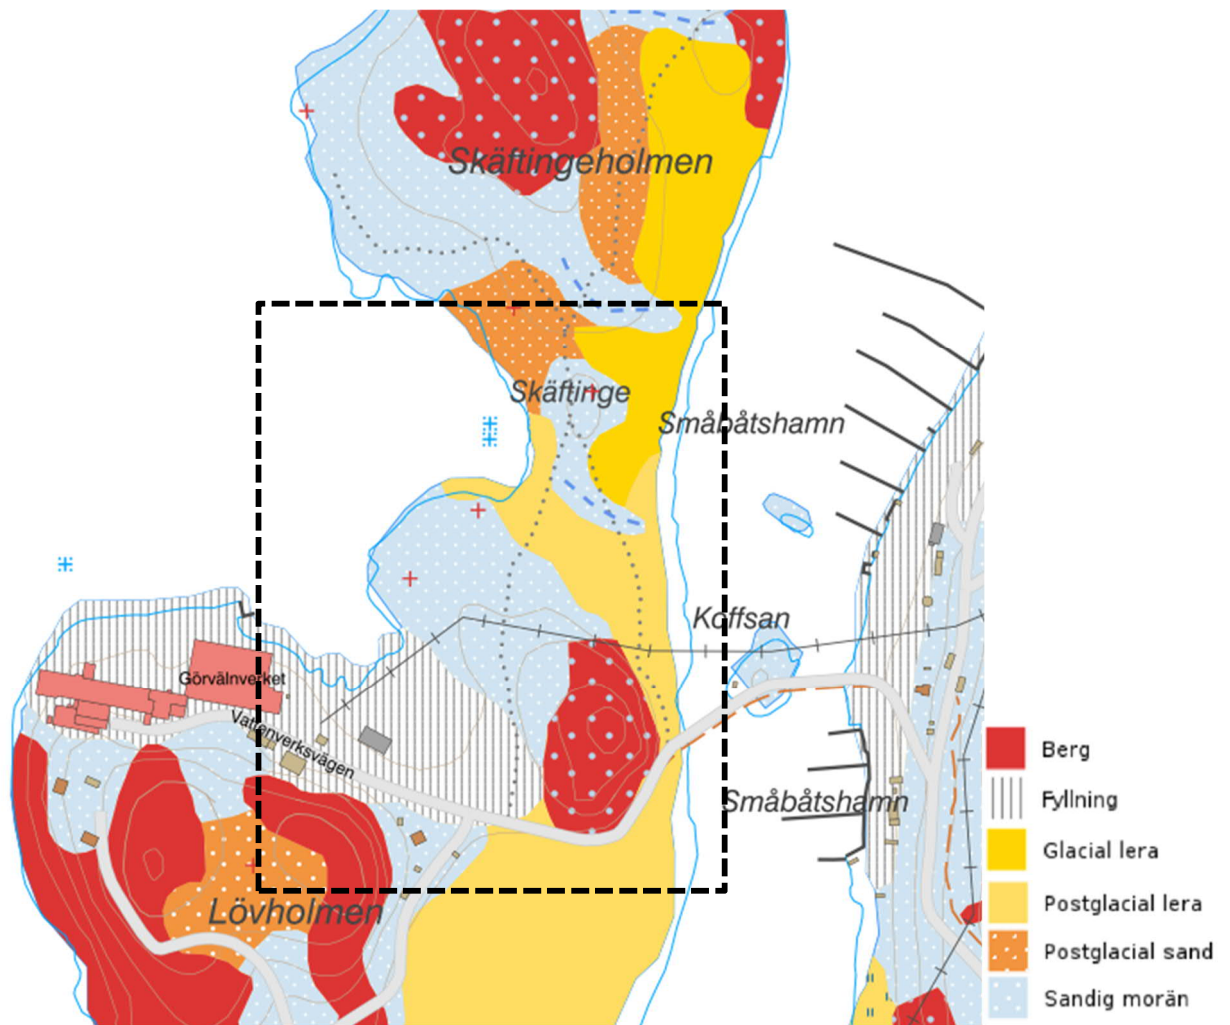 Skäftingeholmen
Skäftinge
Småbåtshamn
Koffsan
Görvälnverket
Vattenverksvägen
Småbåtshamn
Lövholmen
Berg
Fyllning
Glacial lera
Postglacial lera
Postglacial sand
Sandig morän